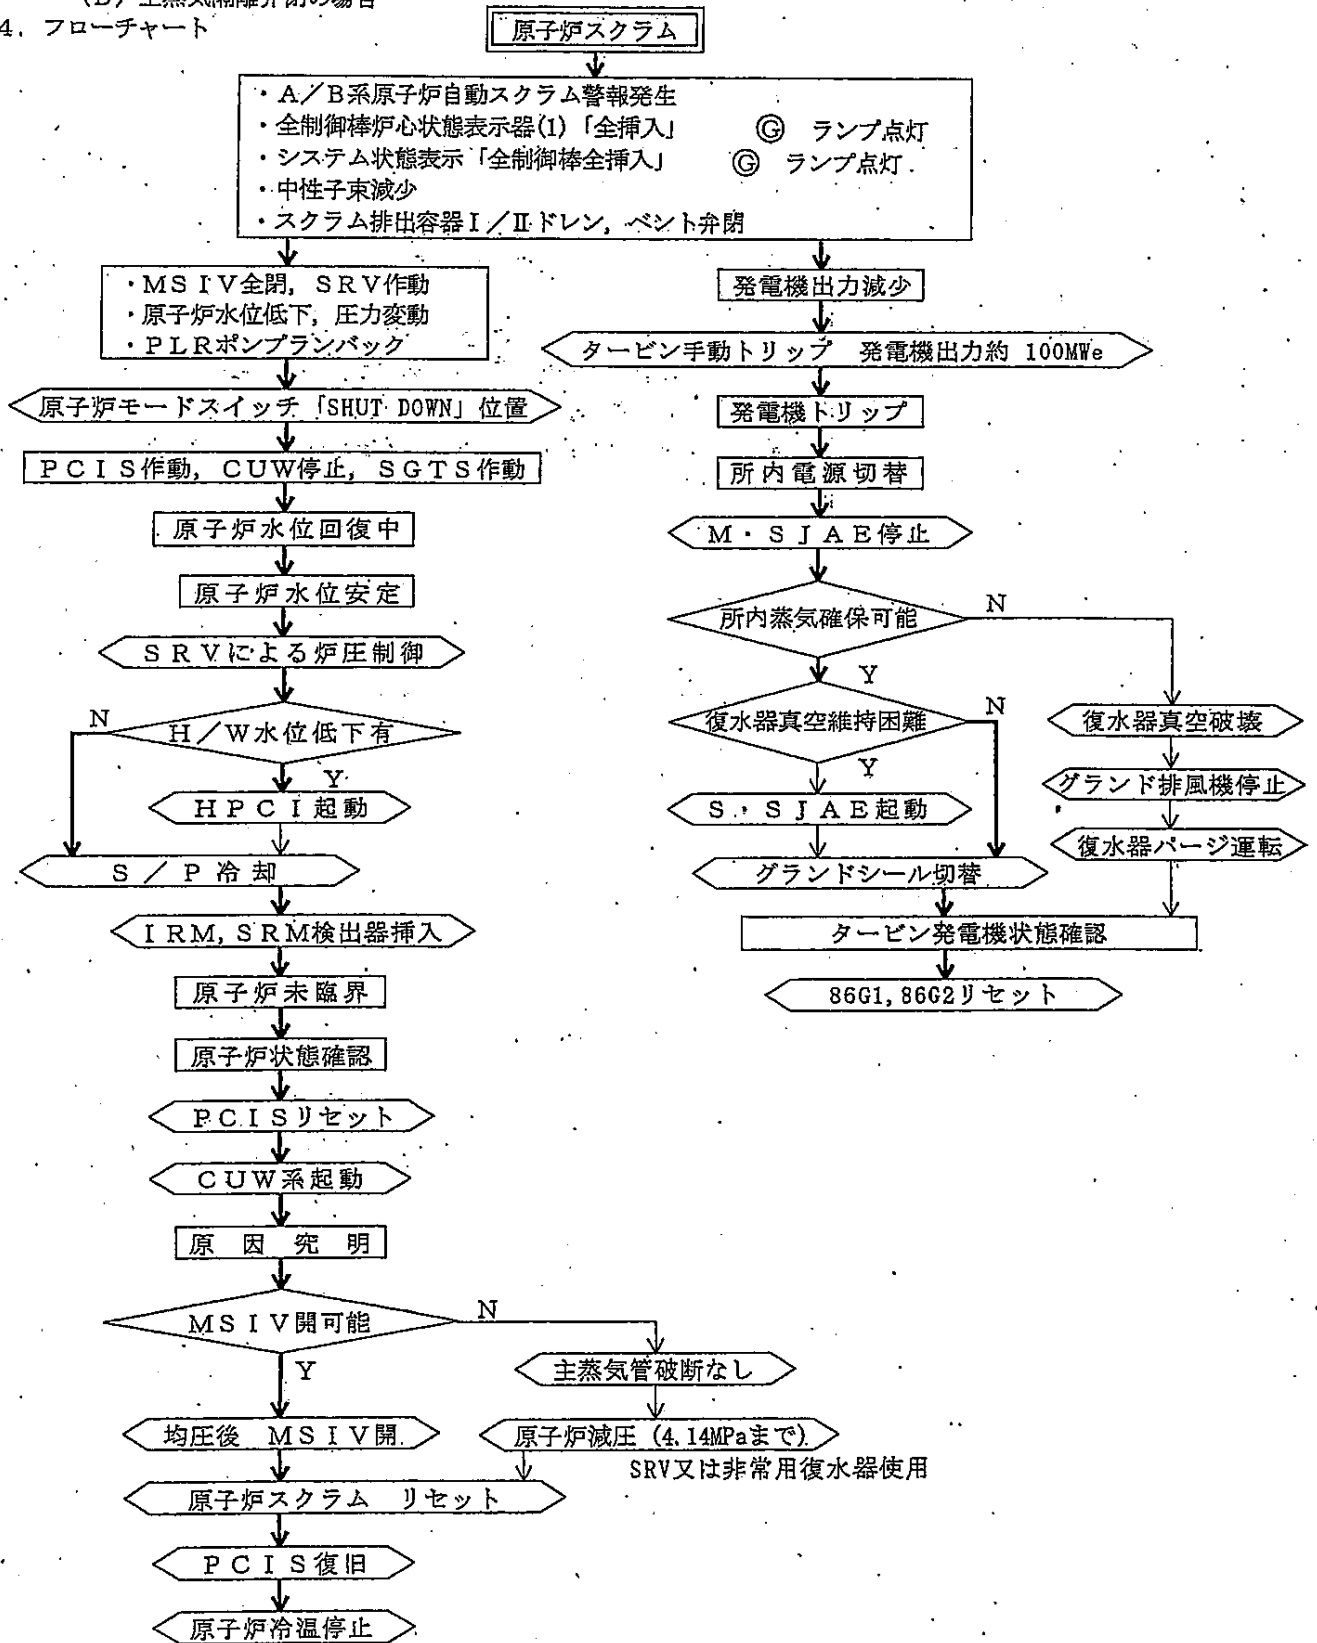 (B) 主蒸気隔離弁閉の場合
4. フローチャート
原子炉スクラム
・A/B系原子炉自動スクラム警報発生
・全制御棒炉心状態表示器(1)「全挿入」 Ⓖ ランプ点灯
・システム状態表示「全制御棒全挿入」 Ⓖ ランプ点灯
・中性子束減少
・スクラム排出容器Ⅰ/Ⅱドレン, ベント弁閉
・MSIV全閉, SRV作動
・原子炉水位低下, 圧力変動
・PLRポンプランバック
原子炉モードスイッチ「SHUT DOWN」位置
PCIS作動, CUW停止, SGTS作動
原子炉水位回復中
原子炉水位安定
SRVによる炉圧制御
H/W水位低下有
N
Y
HPCI起動
S/P冷却
IRM, SRM検出器挿入
原子炉未臨界
原子炉状態確認
PCISリセット
CUW系起動
原因究明
MSIV開可能
N
Y
主蒸気管破断なし
均圧後 MSIV開
原子炉減圧(4.14MPaまで)
SRV又は非常用復水器使用
原子炉スクラム リセット
PCIS復旧
原子炉冷温停止
発電機出力減少
タービン手動トリップ 発電機出力約 100MWe
発電機トリップ
所内電源切替
M・SJAE停止
所内蒸気確保可能
N
Y
復水器真空維持困難
N
Y
S・SJAE起動
グランドシール切替
復水器真空破壊
グランド排風機停止
復水器パージ運転
タービン発電機状態確認
86G1,86G2リセット